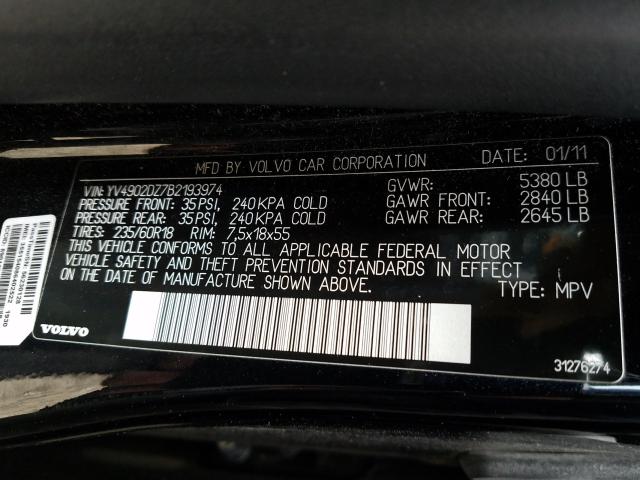 MFD BY VOLVO CAR CORPORATION DATE: 01/11
VIN: YV4902DZ7B2193974
PRESSURE FRONT: 35 PSI, 240 KPA COLD
PRESSURE REAR: 35 PSI, 240 KPA COLD
TIRES: 235/60R18 RIM: 7,5x18x55
GVWR: 5380 LB
GAWR FRONT: 2840 LB
GAWR REAR: 2645 LB
THIS VEHICLE CONFORMS TO ALL APPLICABLE FEDERAL MOTOR
VEHICLE SAFETY AND THEFT PREVENTION STANDARDS IN EFFECT
ON DATE OF MANUFACTURE SHOWN ABOVE.
TYPE: MPV
VOLVO
31276274
1930